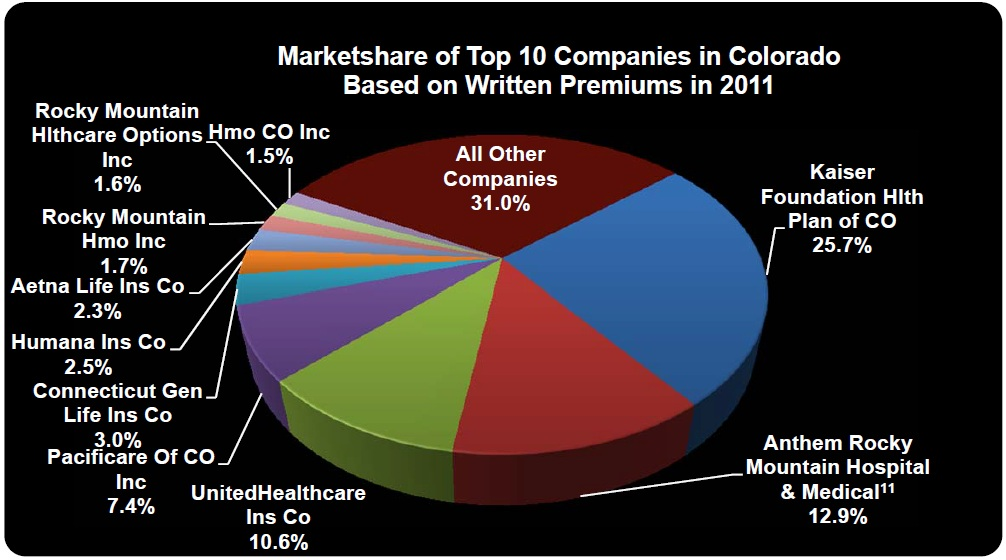 Marketshare of Top 10 Companies in Colorado
Based on Written Premiums in 2011
Rocky Mountain
Hlthcare Options
Inc
1.6%
Hmo CO Inc
1.5%
All Other
Companies
31.0%
Kaiser
Foundation Hlth
Plan of CO
25.7%
Rocky Mountain
Hmo Inc
1.7%
Aetna Life Ins Co
2.3%
Humana Ins Co
2.5%
Connecticut Gen
Life Ins Co
3.0%
Pacificare Of CO
Inc
7.4%
UnitedHealthcare
Ins Co
10.6%
Anthem Rocky
Mountain Hospital
& Medical¹¹
12.9%